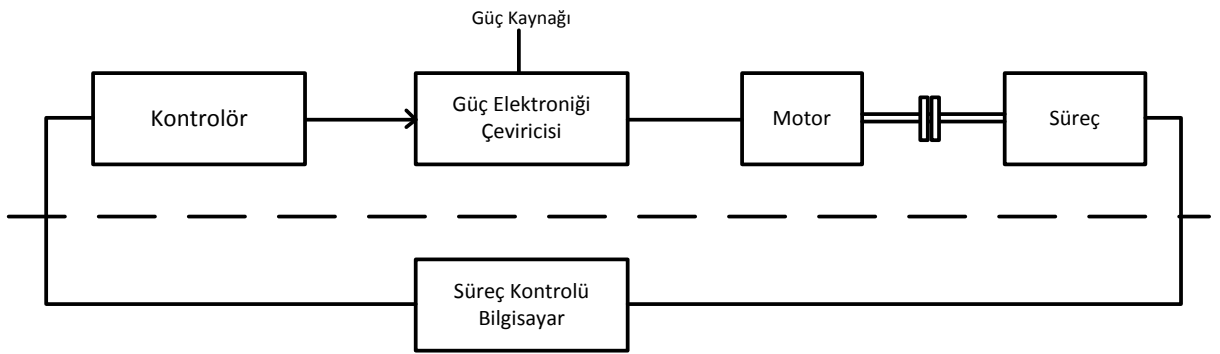 Güç Kaynağı
Kontrolör
Güç Elektroniği
Çeviricisi
Motor
Süreç
Süreç Kontrolü
Bilgisayar